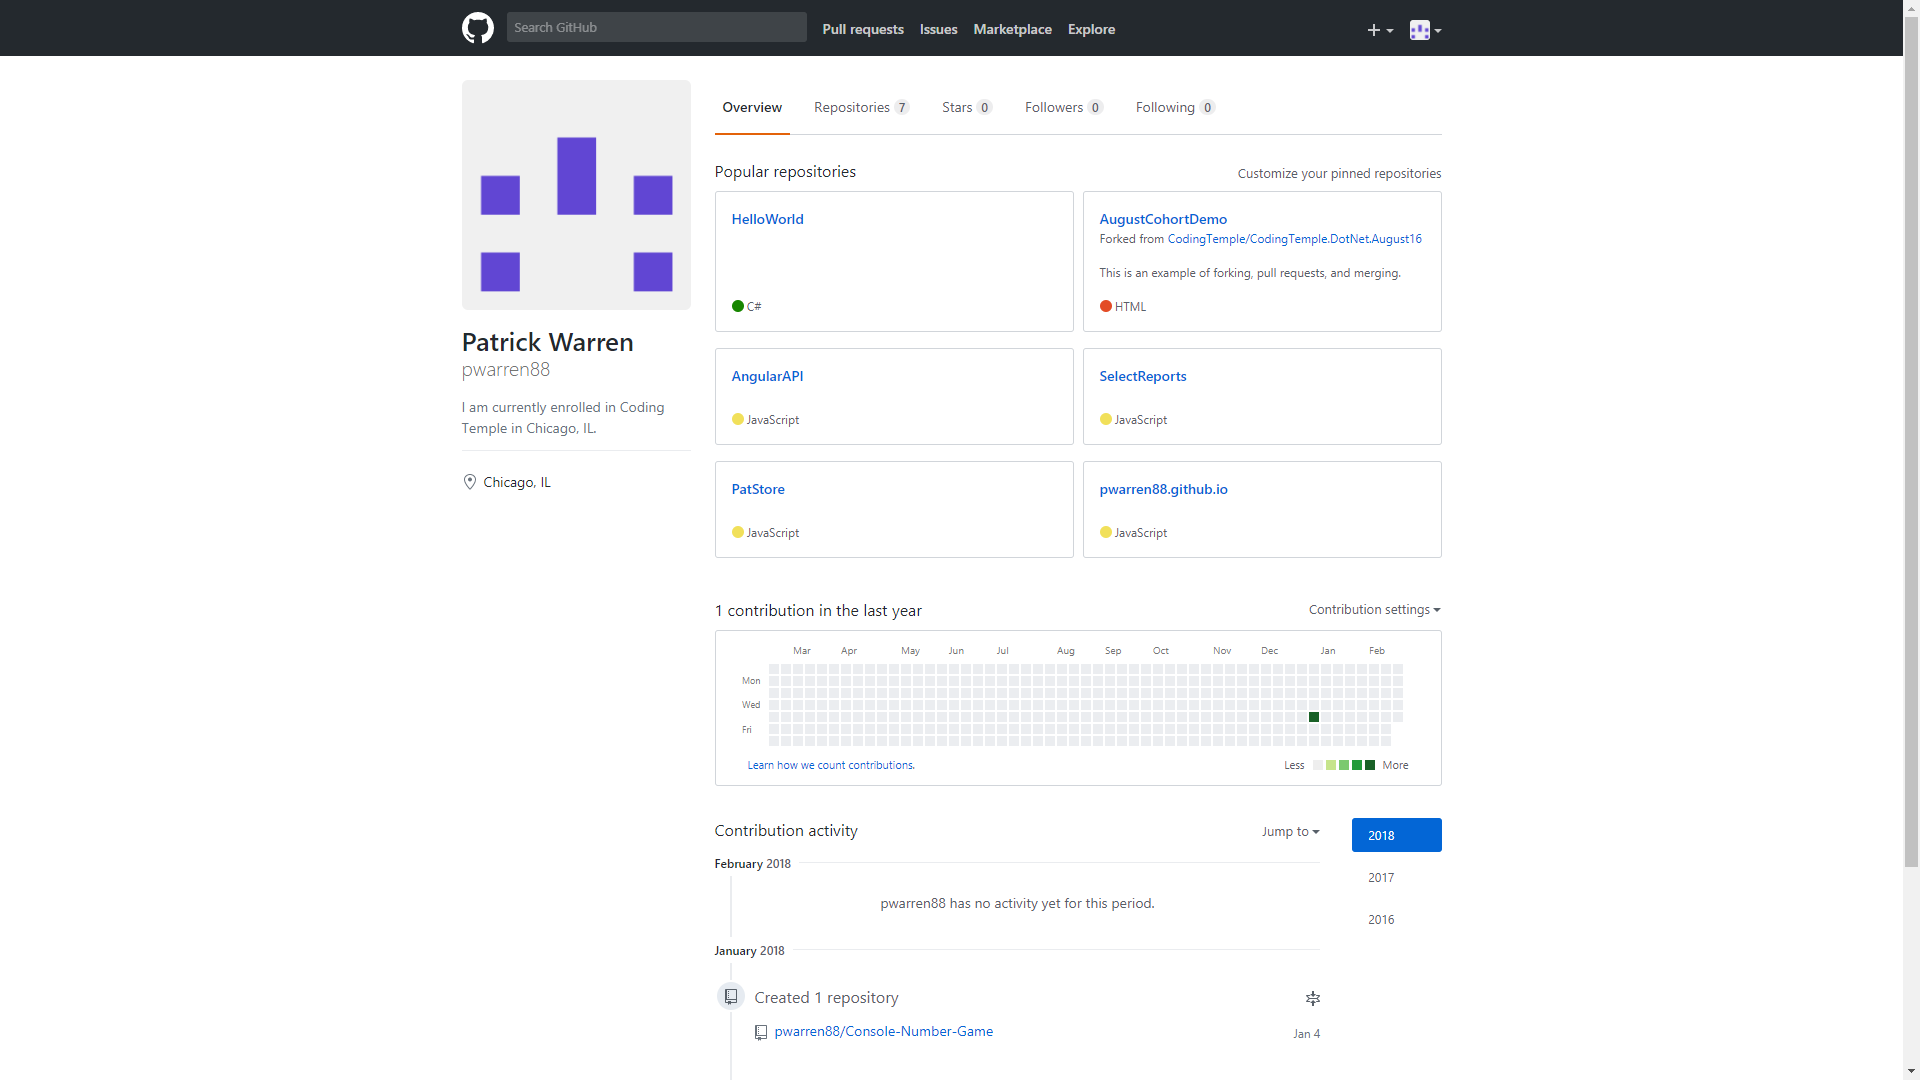 Search GitHub
Pull requests Issues Marketplace Explore
Overview Repositories 7 Stars 0 Followers 0 Following 0
Patrick Warren
pwarren88
I am currently enrolled in Coding
Temple in Chicago, IL.
Chicago, IL
Popular repositories
Customize your pinned repositories
HelloWorld
C#
AugustCohortDemo
Forked from CodingTemple/CodingTemple.DotNet.August16
This is an example of forking, pull requests, and merging.
HTML
AngularAPI
JavaScript
SelectReports
JavaScript
PatStore
JavaScript
pwarren88.github.io
JavaScript
1 contribution in the last year
Contribution settings
Mar Apr May Jun Jul Aug Sep Oct Nov Dec Jan Feb
Mon
Wed
Fri
Learn how we count contributions.
Less More
Contribution activity
Jump to
2018
2017
2016
February 2018
pwarren88 has no activity yet for this period.
January 2018
Created 1 repository
pwarren88/Console-Number-Game
Jan 4